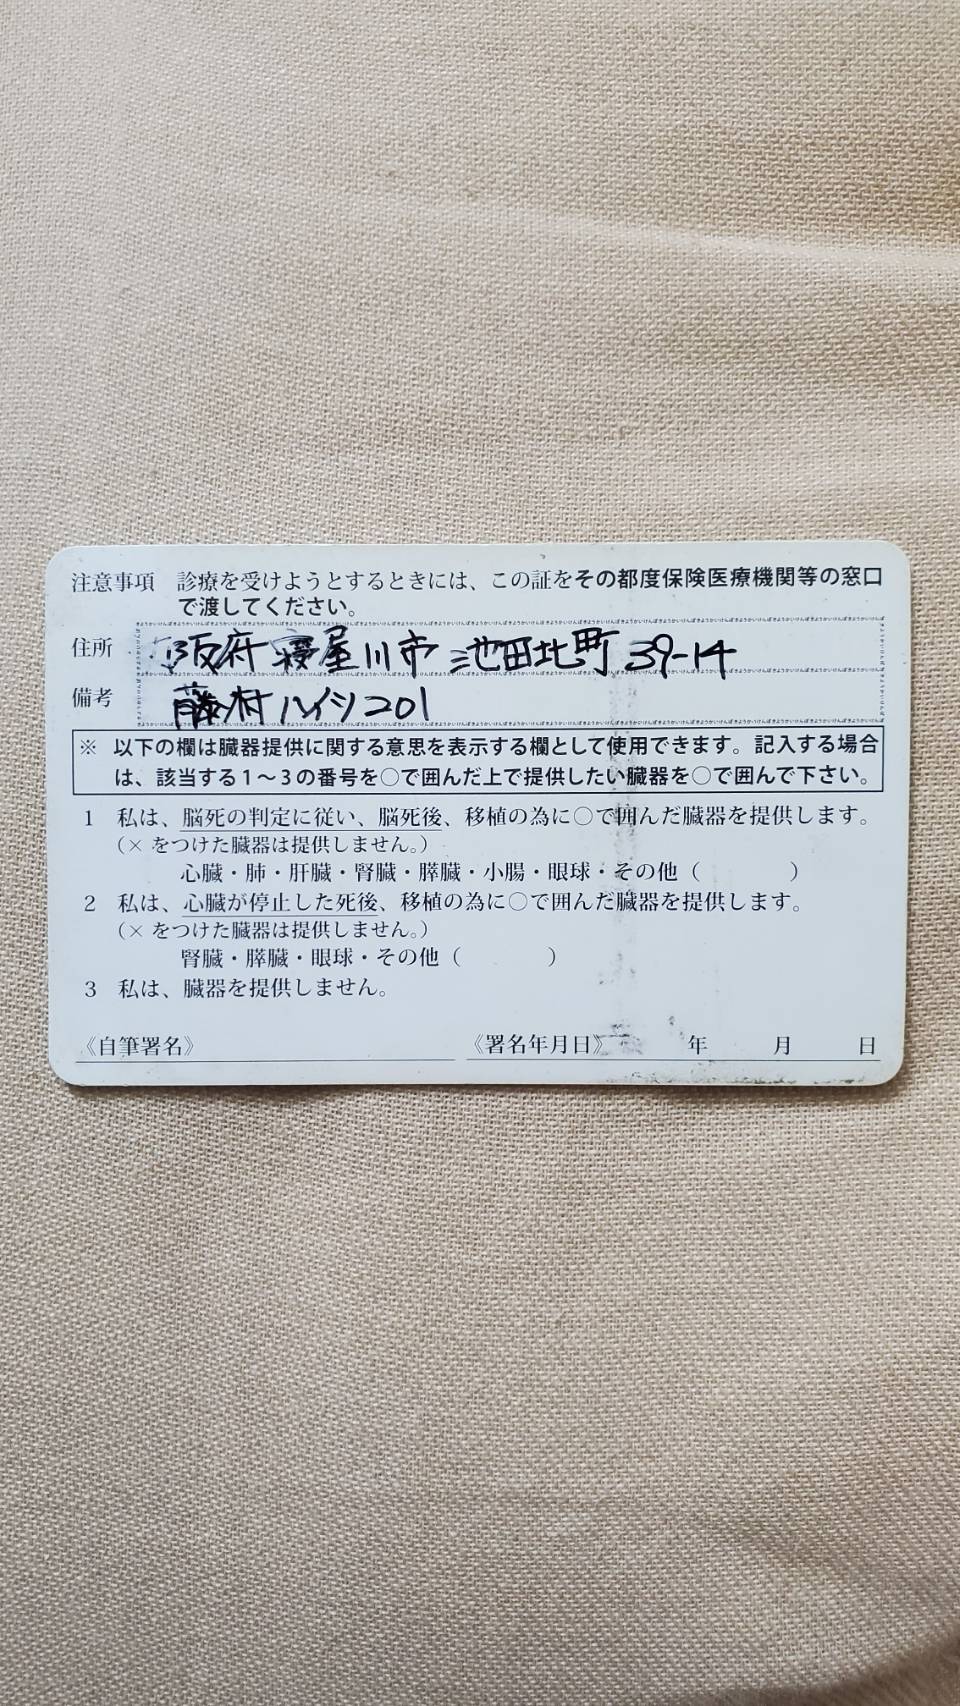 注意事項 診療を受けようとするときには、この証をその都度保険医療機関等の窓口
で渡してください。
住所 阪府寝屋川市池田北町39-14
備考 藤村ハイツ201
※ 以下の欄は臓器提供に関する意思を表示する欄として使用できます。記入する場合
は、該当する1～3の番号を○で囲んだ上で提供したい臓器を○で囲んで下さい。
1 私は、脳死の判定に従い、脳死後、移植の為に○で囲んだ臓器を提供します。
（× をつけた臓器は提供しません。）
心臓・肺・肝臓・腎臓・膵臓・小腸・眼球・その他（ ）
2 私は、心臓が停止した死後、移植の為に○で囲んだ臓器を提供します。
（× をつけた臓器は提供しません。）
腎臓・膵臓・眼球・その他（ ）
3 私は、臓器を提供しません。
《自筆署名》 《署名年月日》 年 月 日